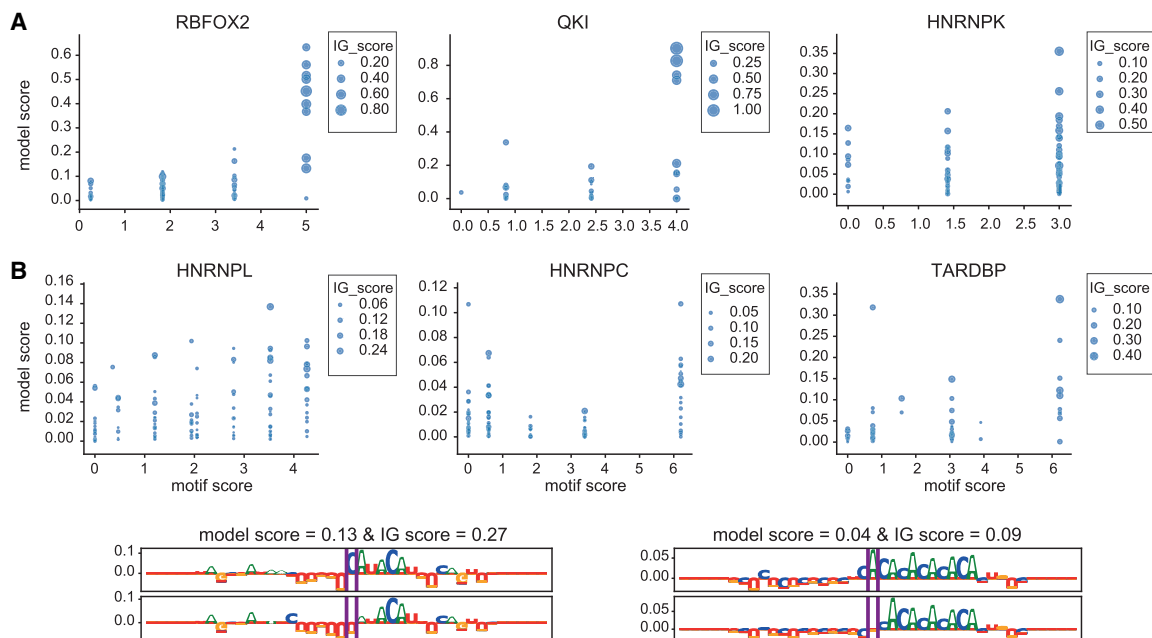 A
RBFOX2
QKI
HNRNPK
model score
0.6
0.5
0.4
0.3
0.2
0.1
0.0
0 1 2 3 4 5
IG_score
0.20
0.40
0.60
0.80
0.8
0.6
0.4
0.2
0.0
0.0 0.5 1.0 1.5 2.0 2.5 3.0 3.5 4.0
IG_score
0.25
0.50
0.75
1.00
0.35
0.30
0.25
0.20
0.15
0.10
0.05
0.00
0.0 0.5 1.0 1.5 2.0 2.5 3.0
IG_score
0.10
0.20
0.30
0.40
0.50
B
HNRNPL
HNRNPC
TARDBP
model score
0.16
0.14
0.12
0.10
0.08
0.06
0.04
0.02
0.00
0 1 2 3 4
motif score
IG_score
0.06
0.12
0.18
0.24
0.12
0.10
0.08
0.06
0.04
0.02
0.00
0 1 2 3 4 5 6
motif score
IG_score
0.05
0.10
0.15
0.20
0.35
0.30
0.25
0.20
0.15
0.10
0.05
0.00
0 1 2 3 4 5 6
motif score
IG_score
0.10
0.20
0.30
0.40
model score = 0.13 & IG score = 0.27
0.1
0.0
0.1
0.0
model score = 0.04 & IG score = 0.09
0.05
0.00
0.05
0.00